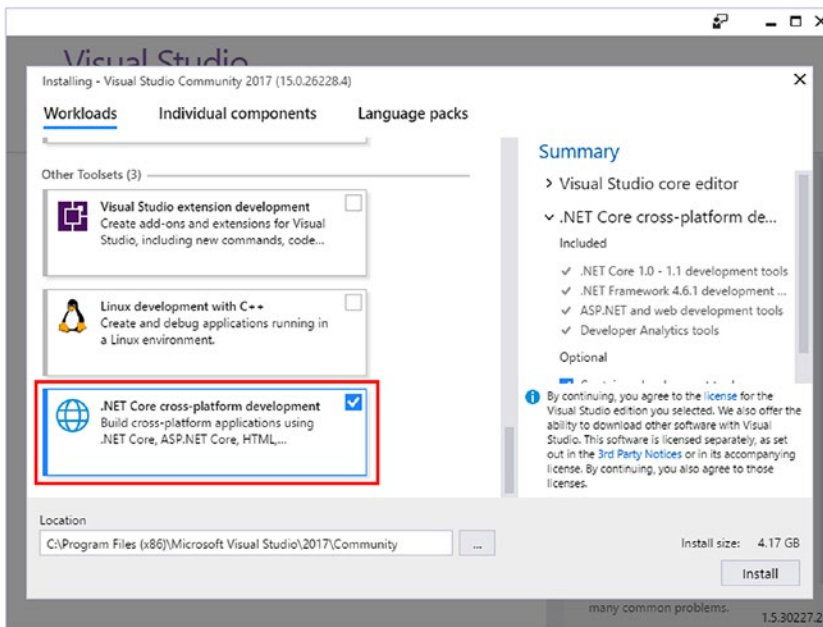 Visual Studio
Installing - Visual Studio Community 2017 (15.0.26228.4)
Workloads
Individual components
Language packs
Other Toolsets (3)
Visual Studio extension development
Create add-ons and extensions for Visual
Studio, including new commands, code...
Linux development with C++
Create and debug applications running in
a Linux environment.
.NET Core cross-platform development
Build cross-platform applications using
.NET Core, ASP.NET Core, HTML,...
Summary
Visual Studio core editor
.NET Core cross-platform de...
Included
.NET Core 1.0 - 1.1 development tools
.NET Framework 4.6.1 development ...
ASP.NET and web development tools
Developer Analytics tools
Optional
By continuing, you agree to the license for the
Visual Studio edition you selected. We also offer the
ability to download other software with Visual
Studio. This software is licensed separately, as set
out in the 3rd Party Notices or in its accompanying
license. By continuing, you also agree to those
licenses.
Location
C:\Program Files (x86)\Microsoft Visual Studio\2017\Community
...
Install size: 4.17 GB
Install
many common problems.
1.5.30227.2